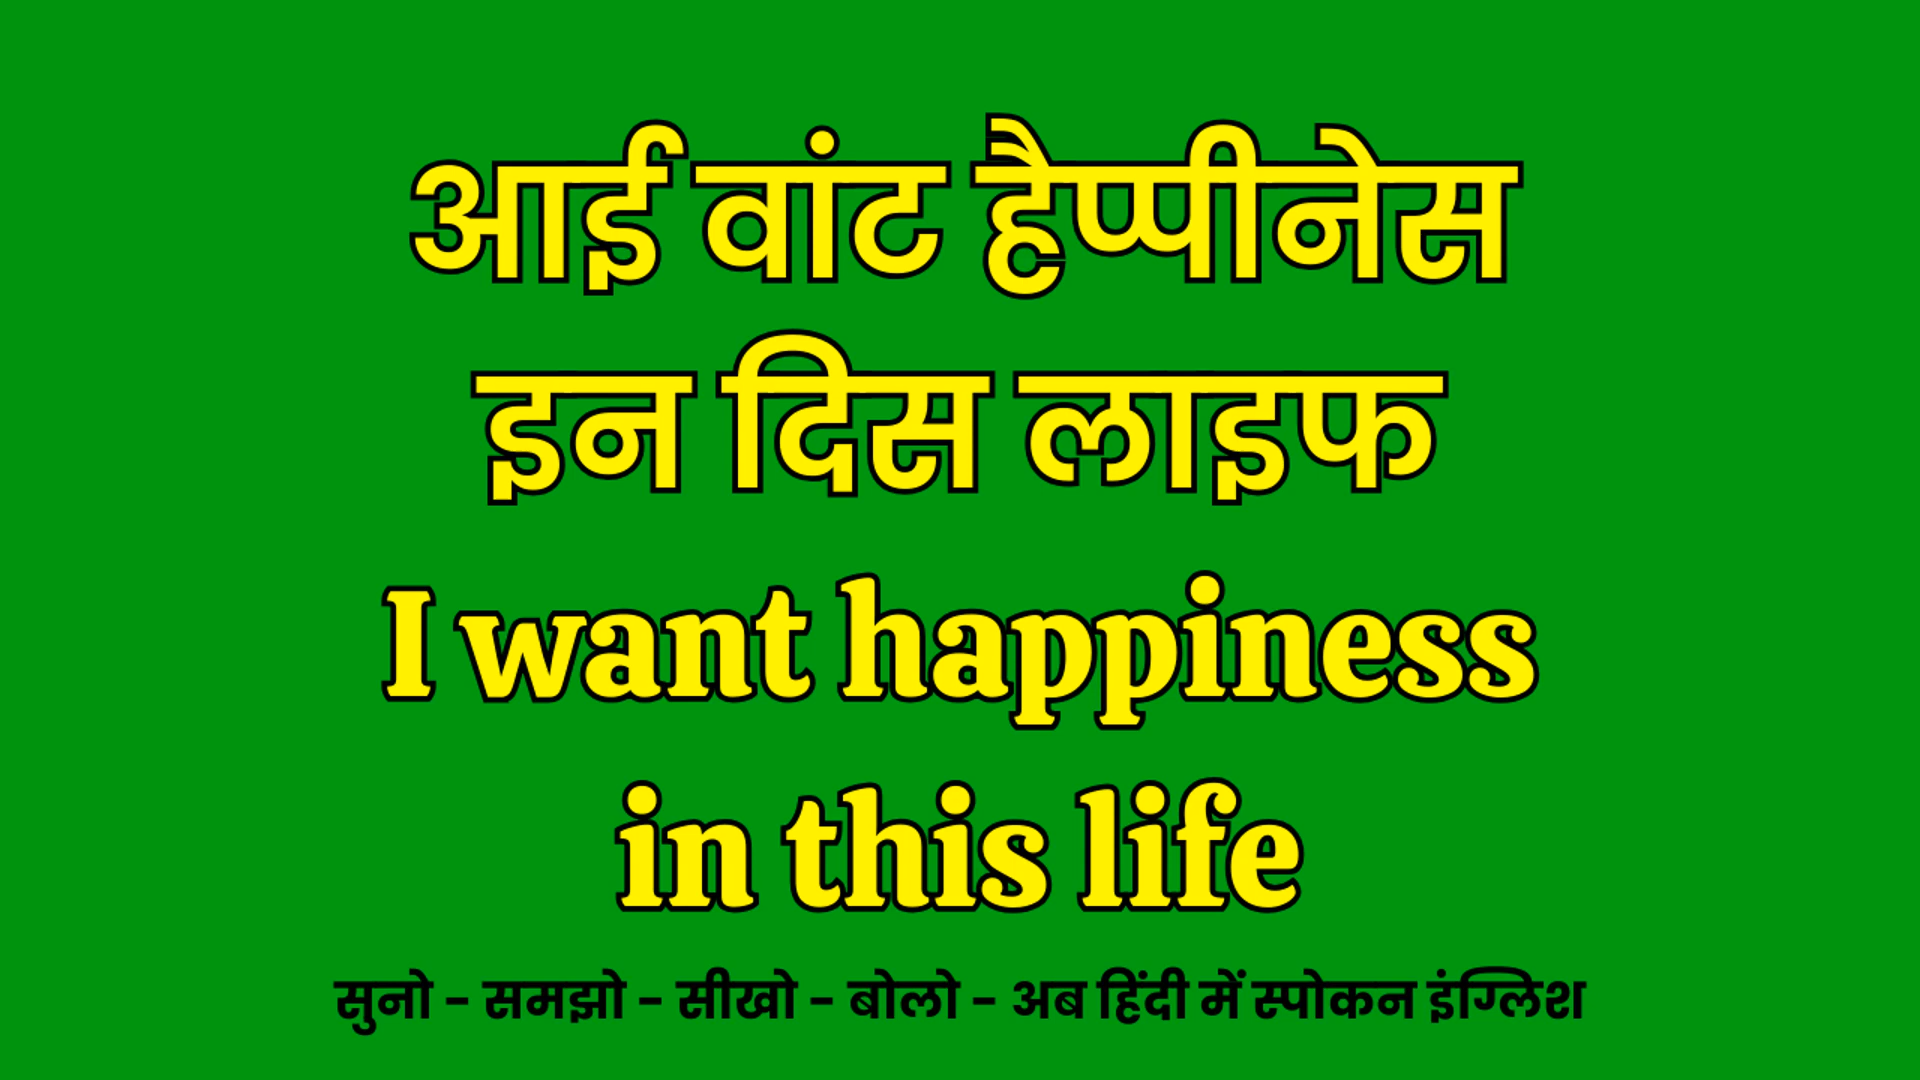 आई वांट हैप्पीनेस
इन दिस लाइफ
I want happiness
in this life
सुनो - समझो - सीखो - बोलो - अब हिंदी में स्पोकन इंग्लिश